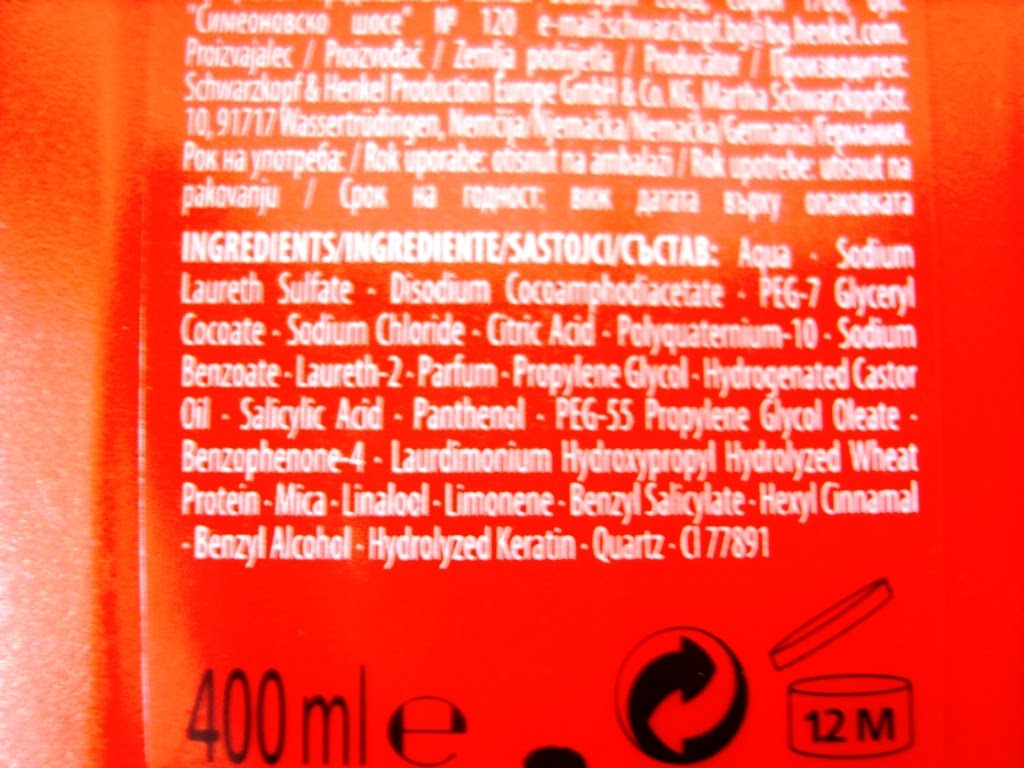 "Симеоновско шосе" № 120 e-mail:schwarzkopf.bg@bg.henkel.com.
Proizvajalec / Proizvođač / Zemlja podrijetla / Producător / Производител:
Schwarzkopf & Henkel Production Europe GmbH & Co. KG, Martha Schwarzkopfstr.
10, 91717 Wassertrüdingen, Nemčija/Njemačka/Nemačka/Germania/Германия.
Рок на употреба: / Rok uporabe: otisnut na ambalaži / Rok upotrebe: otisnut na
pakovanju / Срок на годност: виж датата върху опаковката
INGREDIENTS/INGREDIENTE/SASTOJCI/СЪСТАВ: Aqua · Sodium
Laureth Sulfate · Disodium Cocoamphodiacetate · PEG-7 Glyceryl
Cocoate · Sodium Chloride · Citric Acid · Polyquaternium-10 · Sodium
Benzoate · Laureth-2 · Parfum · Propylene Glycol · Hydrogenated Castor
Oil · Salicylic Acid · Panthenol · PEG-55 Propylene Glycol Oleate ·
Benzophenone-4 · Laurdimonium Hydroxypropyl Hydrolyzed Wheat
Protein · Mica · Linalool · Limonene · Benzyl Salicylate · Hexyl Cinnamal
· Benzyl Alcohol · Hydrolyzed Keratin · Quartz · CI 77891
400 ml e
12 M